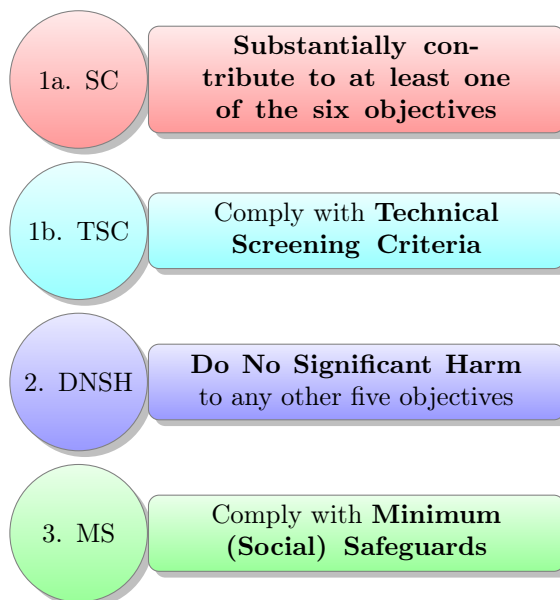 1a. SC
Substantially con-
tribute to at least one
of the six objectives
1b. TSC
Comply with Technical
Screening Criteria
2. DNSH
Do No Significant Harm
to any other five objectives
3. MS
Comply with Minimum
(Social) Safeguards